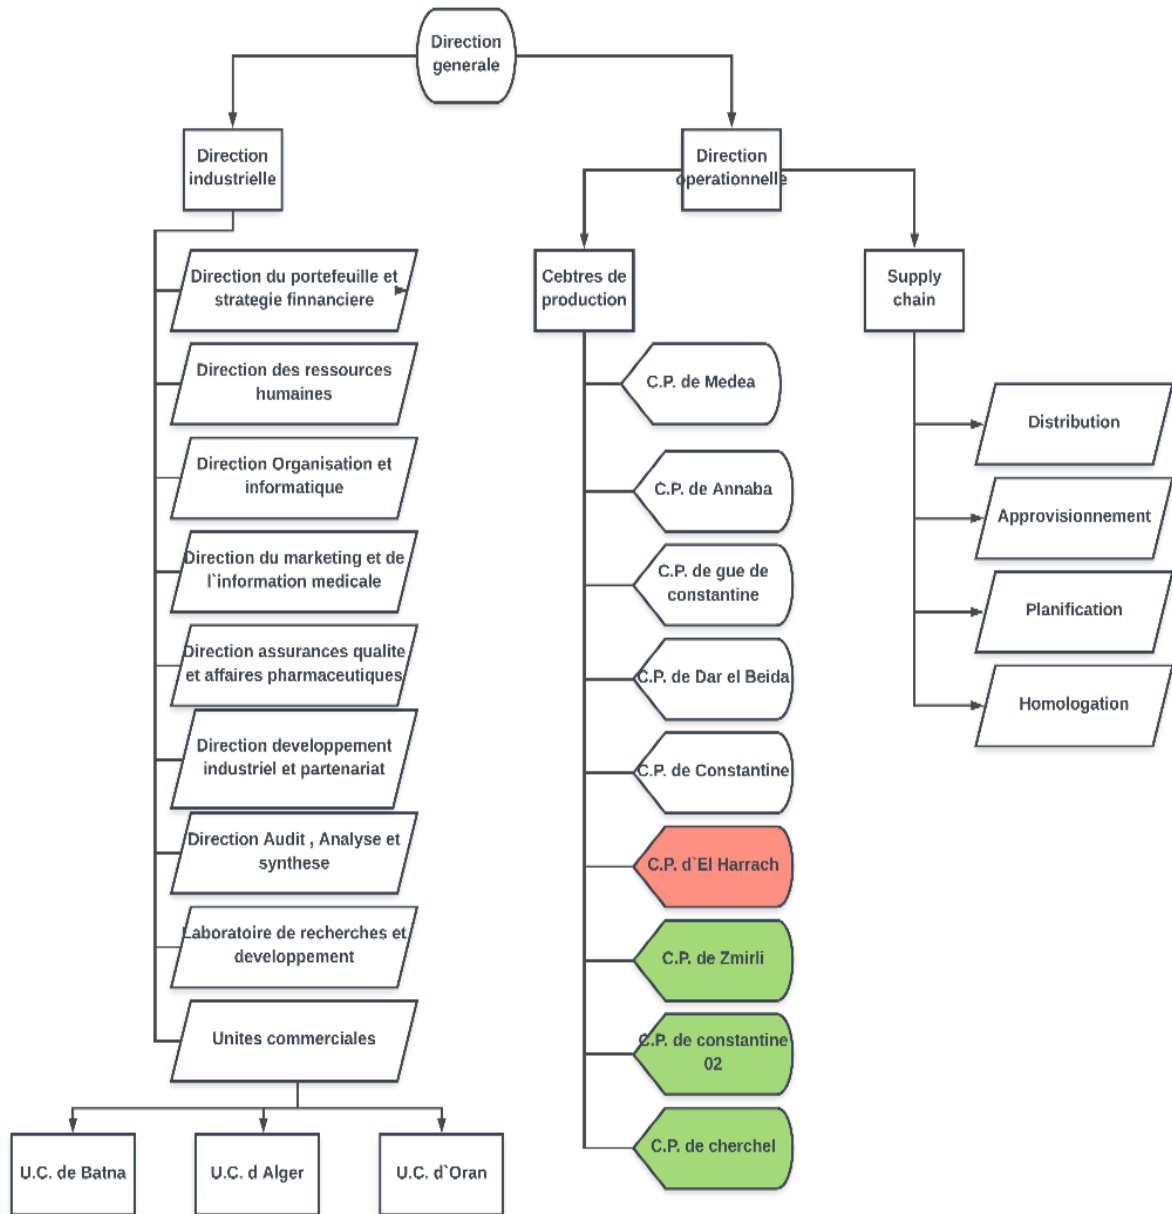 Direction
generale
Direction
industrielle
Direction
operationnelle
Direction du portefeuille et
strategie finnanciere
Cebtres de
production
Supply
chain
Direction des ressources
humaines
C.P. de Medea
Distribution
Direction Organisation et
informatique
C.P. de Annaba
Approvisionnement
Direction du marketing et de
l`information medicale
C.P. de gue de
constantine
Planification
Direction assurances qualite
et affaires pharmaceutiques
C.P. de Dar el Beida
Homologation
Direction developpement
industriel et partenariat
C.P. de Constantine
Direction Audit , Analyse et
synthese
C.P. d`El Harrach
Laboratoire de recherches et
developpement
C.P. de Zmirli
Unites commerciales
C.P. de constantine
02
C.P. de cherchel
U.C. de Batna
U.C. d Alger
U.C. d`Oran